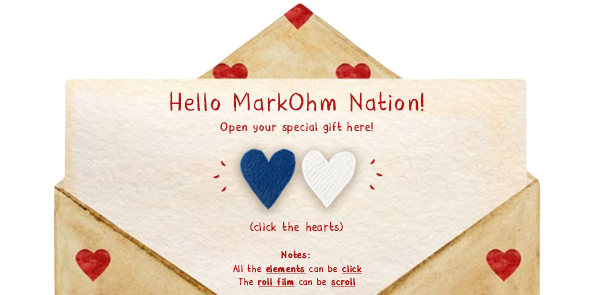 Hello MarkOhm Nation!
Open your special gift here!
(click the hearts)
Notes:
All the elements can be click
The roll film can be scroll